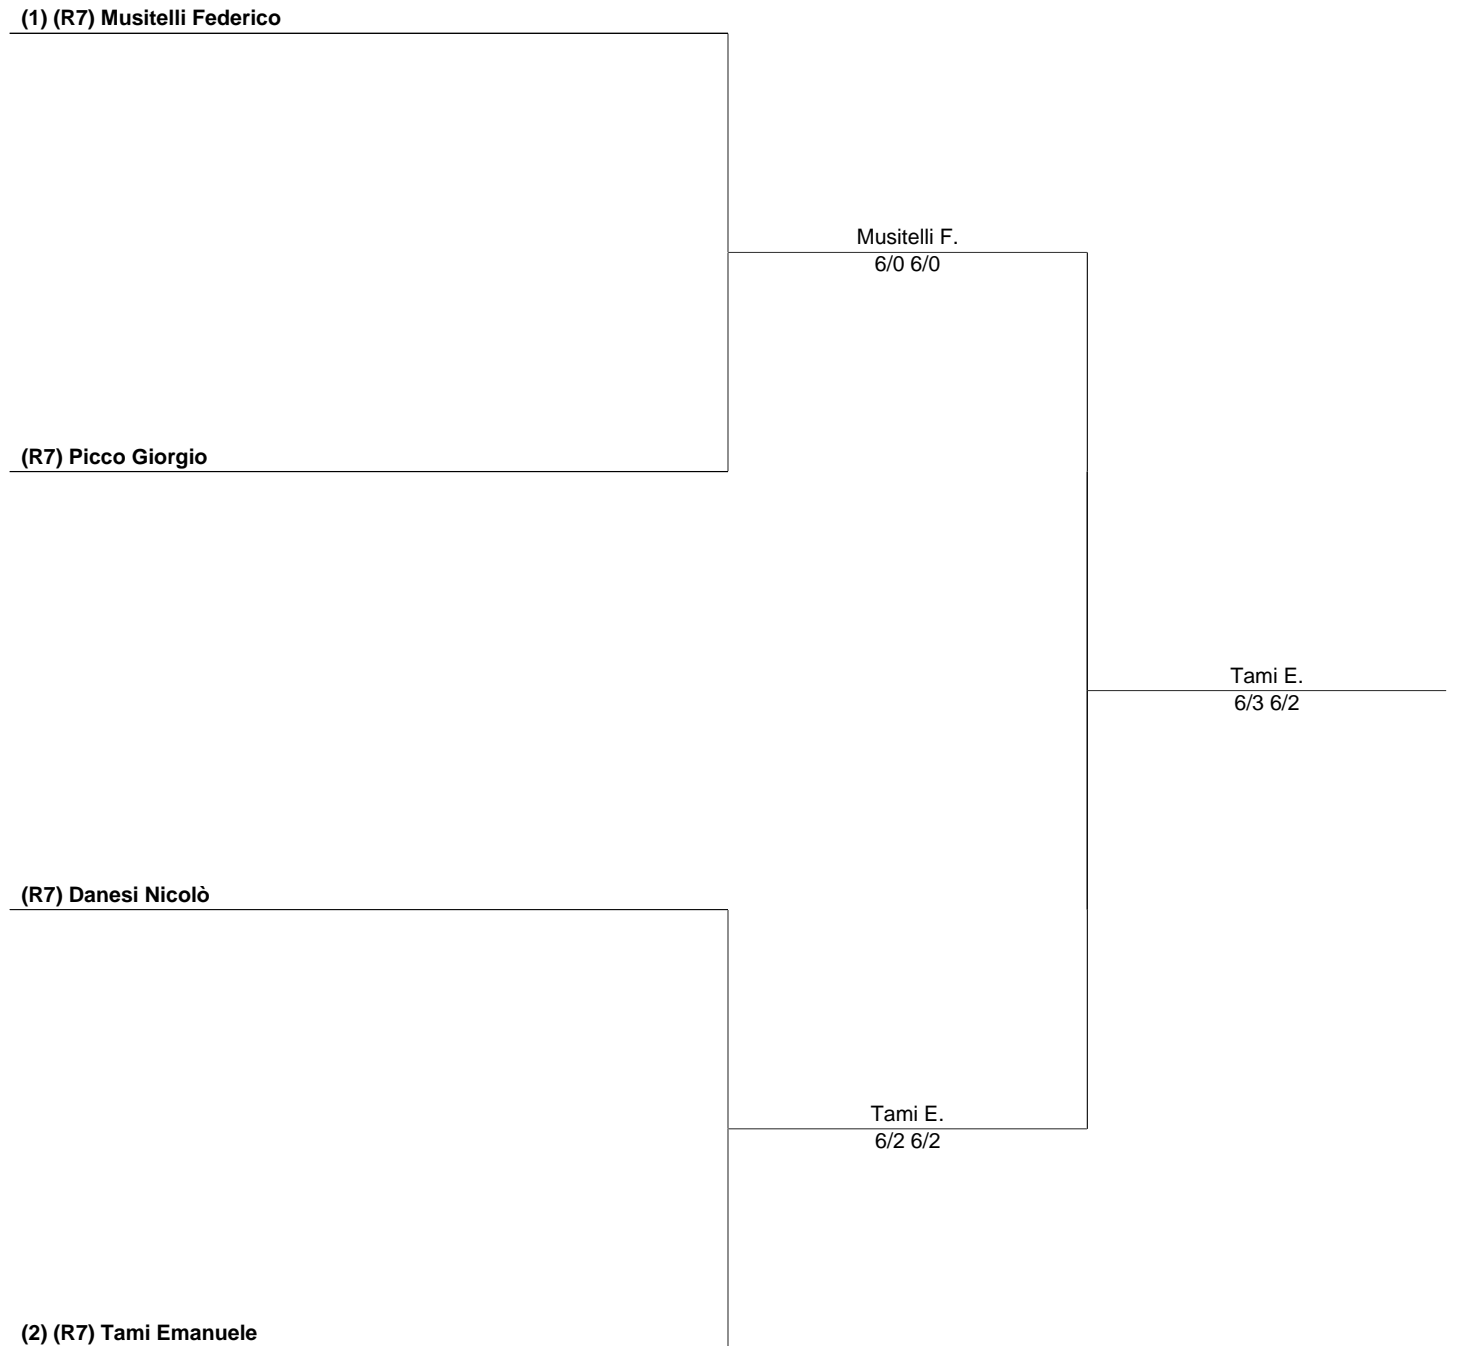 (1) (R7) Musitelli Federico
Musitelli F.
6/0 6/0
(R7) Picco Giorgio
Tami E.
6/3 6/2
(R7) Danesi Nicolò
Tami E.
6/2 6/2
(2) (R7) Tami Emanuele